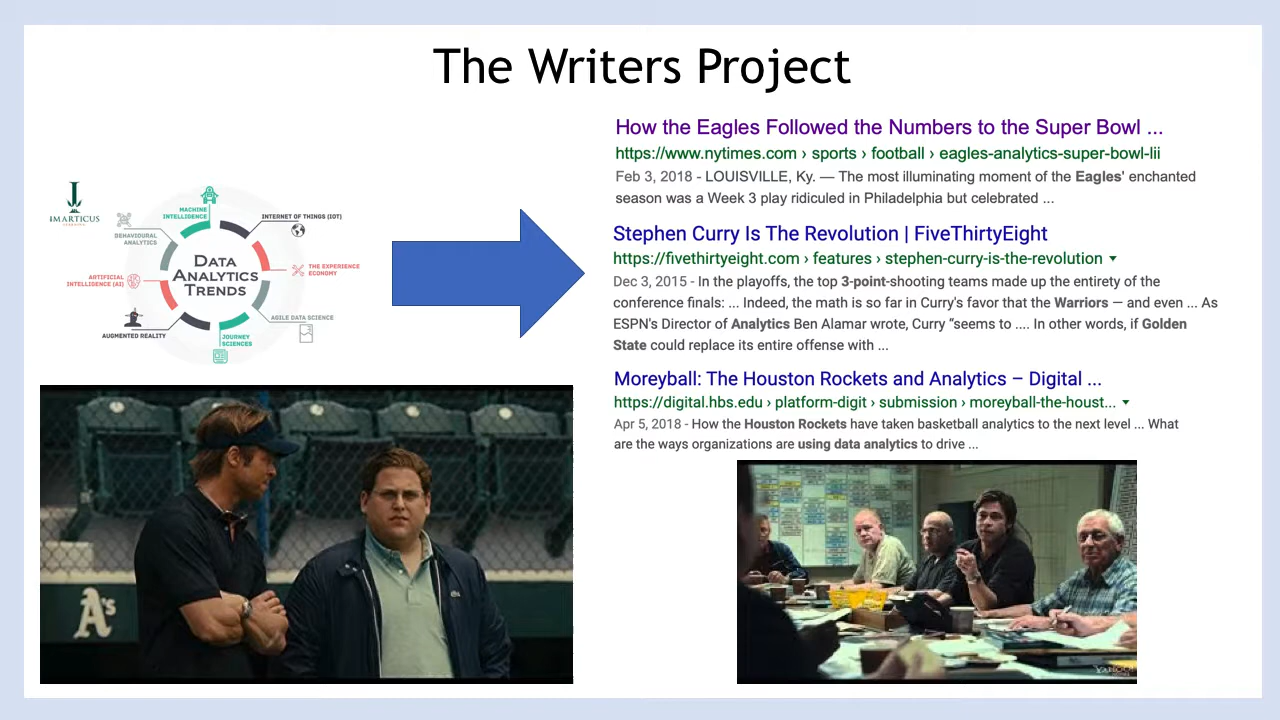 The Writers Project
IMARTICUS
LEARNING
MACHINE
INTELLIGENCE
INTERNET OF THINGS (IOT)
BEHAVIOURAL
ANALYTICS
DATA
ANALYTICS
TRENDS
THE EXPERIENCE
ECONOMY
ARTIFICIAL
INTELLIGENCE (AI)
AGILE DATA SCIENCE
AUGMENTED REALITY
JOURNEY
SCIENCES
How the Eagles Followed the Numbers to the Super Bowl ...
https://www.nytimes.com › sports › football › eagles-analytics-super-bowl-lii
Feb 3, 2018 - LOUISVILLE, Ky. — The most illuminating moment of the Eagles' enchanted
season was a Week 3 play ridiculed in Philadelphia but celebrated ...
Stephen Curry Is The Revolution | FiveThirtyEight
https://fivethirtyeight.com › features › stephen-curry-is-the-revolution
Dec 3, 2015 - In the playoffs, the top 3-point-shooting teams made up the entirety of the
conference finals: ... Indeed, the math is so far in Curry's favor that the Warriors — and even ... As
ESPN's Director of Analytics Ben Alamar wrote, Curry “seems to .... In other words, if Golden
State could replace its entire offense with ...
Moreyball: The Houston Rockets and Analytics – Digital ...
https://digital.hbs.edu › platform-digit › submission › moreyball-the-houst...
Apr 5, 2018 - How the Houston Rockets have taken basketball analytics to the next level ... What
are the ways organizations are using data analytics to drive ...
A's
YAHOO!